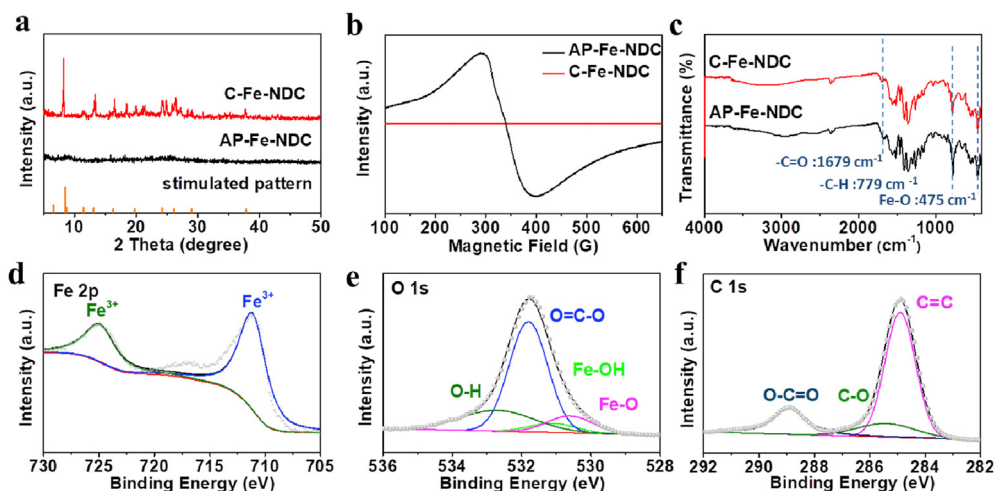 a
Intensity (a.u.)
C-Fe-NDC
AP-Fe-NDC
stimulated pattern
10 20 30 40 50
2 Theta (degree)
b
Intensity (a.u.)
AP-Fe-NDC
C-Fe-NDC
100 200 300 400 500 600
Magnetic Field (G)
c
Transmittance (%)
C-Fe-NDC
AP-Fe-NDC
-C=O :1679 cm⁻¹
-C-H :779 cm⁻¹
Fe-O :475 cm⁻¹
4000 3000 2000 1000
Wavenumber (cm⁻¹)
d
Intensity (a.u.)
Fe 2p
Fe³⁺
Fe³⁺
730 725 720 715 710 705
Binding Energy (eV)
e
Intensity (a.u.)
O 1s
O=C-O
Fe-OH
O-H
Fe-O
536 534 532 530 528
Binding Energy (eV)
f
Intensity (a.u.)
C 1s
C=C
O-C=O
C-O
292 290 288 286 284 282
Binding Energy (eV)